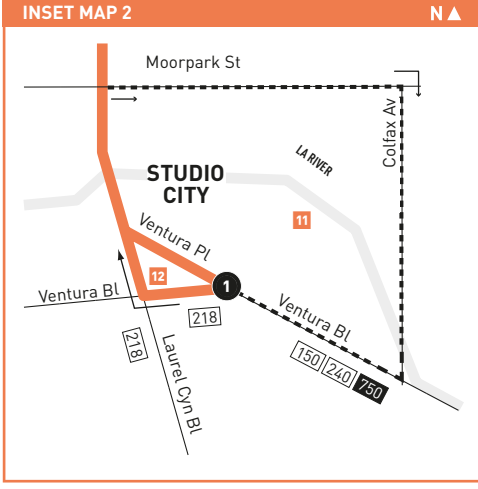 INSET MAP 2
N
Moorpark St
Colfax Av
LA RIVER
STUDIO
CITY
11
Ventura Pl
12
1
Ventura Bl
Ventura Bl
218
218
Laurel Cyn Bl
150 240 750